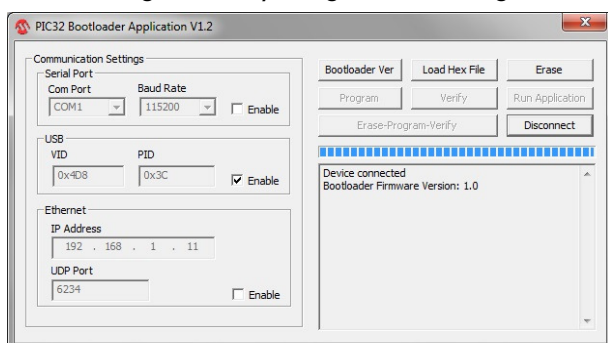 PIC32 Bootloader Application V1.2
Communication Settings
Serial Port
Com Port Baud Rate
COM1 115200 Enable
USB
VID PID
0x4D8 0x3C Enable
Ethernet
IP Address
192 . 168 . 1 . 11
UDP Port
6234 Enable
Bootloader Ver Load Hex File Erase
Program Verify Run Application
Erase-Program-Verify Disconnect
Device connected
Bootloader Firmware Version: 1.0